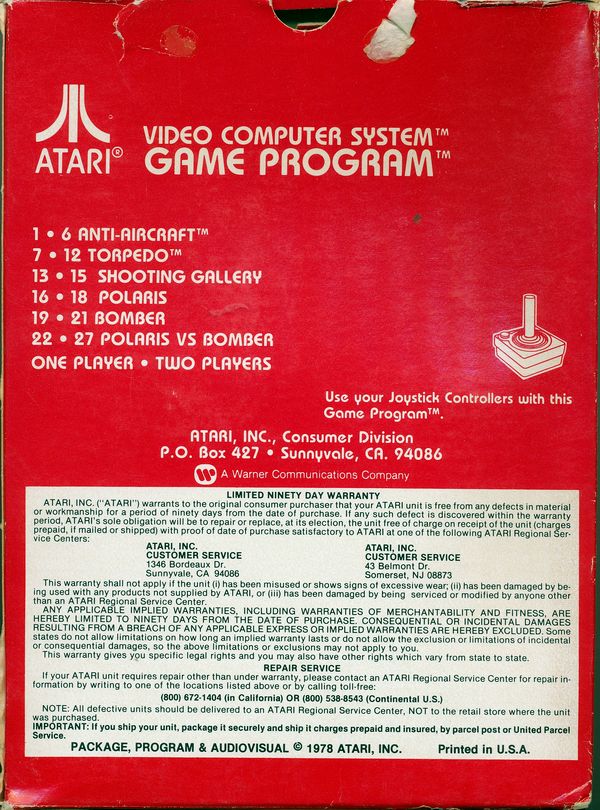 ATARI®
VIDEO COMPUTER SYSTEM™
GAME PROGRAM™
1 • 6 ANTI-AIRCRAFT™
7 • 12 TORPEDO™
13 • 15 SHOOTING GALLERY
16 • 18 POLARIS
19 • 21 BOMBER
22 • 27 POLARIS VS BOMBER
ONE PLAYER • TWO PLAYERS
Use your Joystick Controllers with this
Game Program™.
ATARI, INC., Consumer Division
P.O. Box 427 • Sunnyvale, CA. 94086
A Warner Communications Company
LIMITED NINETY DAY WARRANTY
ATARI, INC. ("ATARI") warrants to the original consumer purchaser that your ATARI unit is free from any defects in material
or workmanship for a period of ninety days from the date of purchase. If any such defect is discovered within the warranty
period, ATARI's sole obligation will be to repair or replace, at its election, the unit free of charge on receipt of the unit (charges
prepaid, if mailed or shipped) with proof of date of purchase satisfactory to ATARI at one of the following ATARI Regional Ser-
vice Centers:
ATARI, INC.
CUSTOMER SERVICE
1346 Bordeaux Dr.
Sunnyvale, CA 94086
ATARI, INC.
CUSTOMER SERVICE
43 Belmont Dr.
Somerset, NJ 08873
This warranty shall not apply if the unit (i) has been misused or shows signs of excessive wear; (ii) has been damaged by be-
ing used with any products not supplied by ATARI, or (iii) has been damaged by being serviced or modified by anyone other
than an ATARI Regional Service Center.
ANY APPLICABLE IMPLIED WARRANTIES, INCLUDING WARRANTIES OF MERCHANTABILITY AND FITNESS, ARE
HEREBY LIMITED TO NINETY DAYS FROM THE DATE OF PURCHASE. CONSEQUENTIAL OR INCIDENTAL DAMAGES
RESULTING FROM A BREACH OF ANY APPLICABLE EXPRESS OR IMPLIED WARRANTIES ARE HEREBY EXCLUDED. Some
states do not allow limitations on how long an implied warranty lasts or do not allow the exclusion or limitations of incidental
or consequential damages, so the above limitations or exclusions may not apply to you.
This warranty gives you specific legal rights and you may also have other rights which vary from state to state.
REPAIR SERVICE
If your ATARI unit requires repair other than under warranty, please contact an ATARI Regional Service Center for repair in-
formation by writing to one of the locations listed above or by calling toll-free:
(800) 672-1404 (in California) OR (800) 538-8543 (Continental U.S.)
NOTE: All defective units should be delivered to an ATARI Regional Service Center, NOT to the retail store where the unit
was purchased.
IMPORTANT: If you ship your unit, package it securely and ship it charges prepaid and insured, by parcel post or United Parcel
Service.
PACKAGE, PROGRAM & AUDIOVISUAL © 1978 ATARI, INC. Printed in U.S.A.